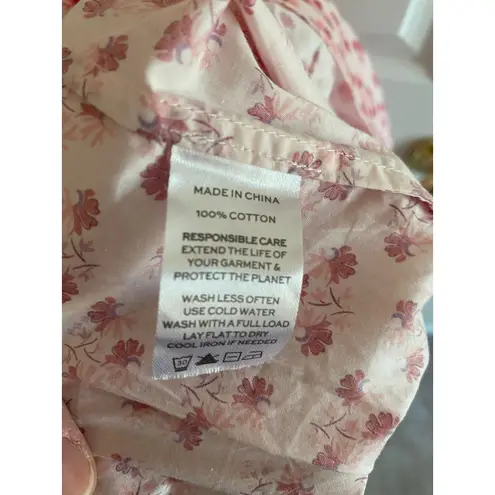 MADE IN CHINA
100% COTTON
RESPONSIBLE CARE
EXTEND THE LIFE OF
YOUR GARMENT &
PROTECT THE PLANET
WASH LESS OFTEN
USE COLD WATER
WASH WITH A FULL LOAD
LAY FLAT TO DRY
COOL IRON IF NEEDED
30